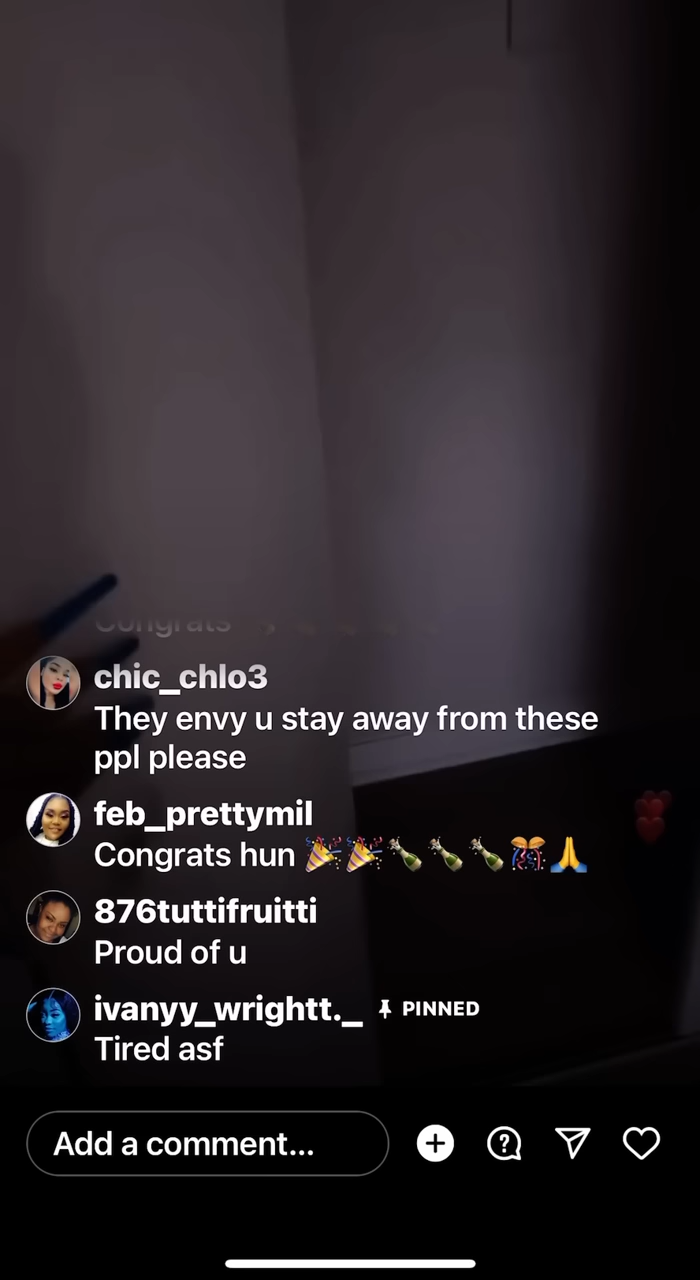 Congrats
chic_chlo3
They envy u stay away from these
ppl please
feb_prettymil
Congrats hun 🎉🎉🍾🍾🍾🎊🙏
876tuttifruitti
Proud of u
ivanyy_wrightt._ PINNED
Tired asf
Add a comment...